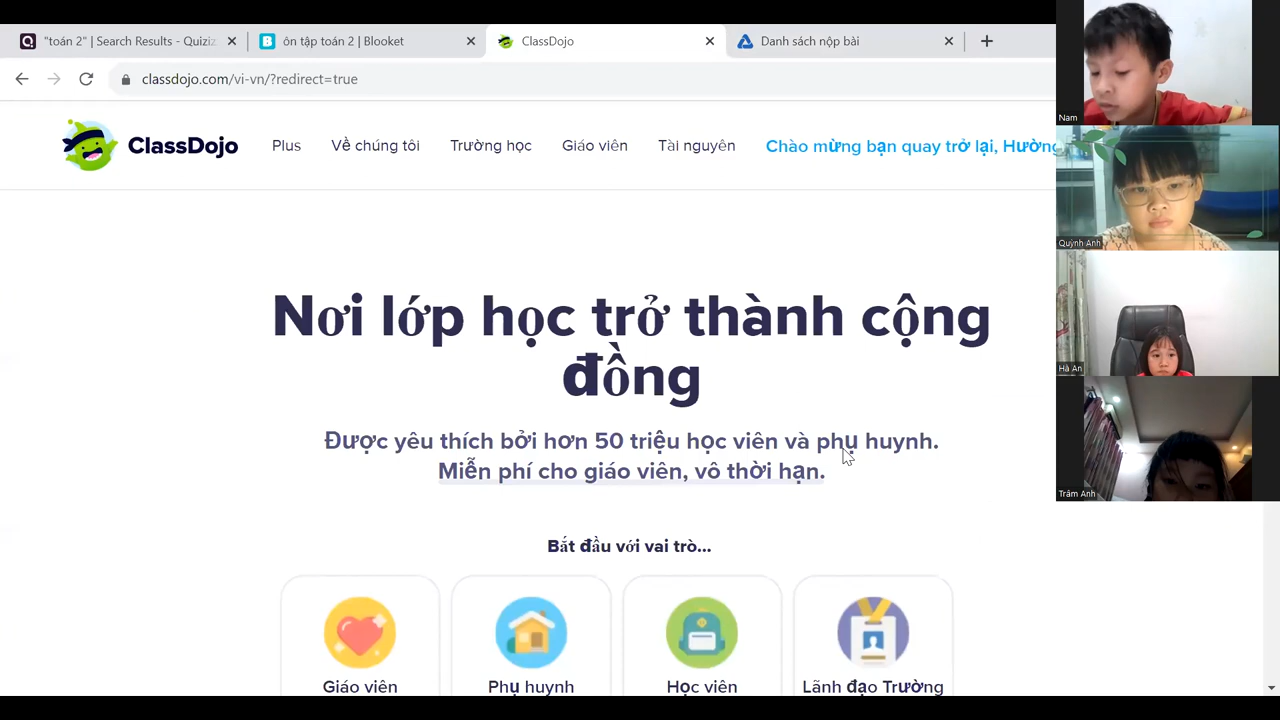 "toán 2" | Search Results - Quiziz
ôn tập toán 2 | Blooket
ClassDojo
Danh sách nộp bài
classdojo.com/vi-vn/?redirect=true
ClassDojo
Plus
Về chúng tôi
Trường học
Giáo viên
Tài nguyên
Chào mừng bạn quay trở lại, Hường
Nơi lớp học trở thành cộng
đồng
Được yêu thích bởi hơn 50 triệu học viên và phụ huynh.
Miễn phí cho giáo viên, vô thời hạn.
Bắt đầu với vai trò...
Giáo viên
Phụ huynh
Học viên
Lãnh đạo Trường
Nam
Quỳnh Anh
Hà An
Trâm Anh